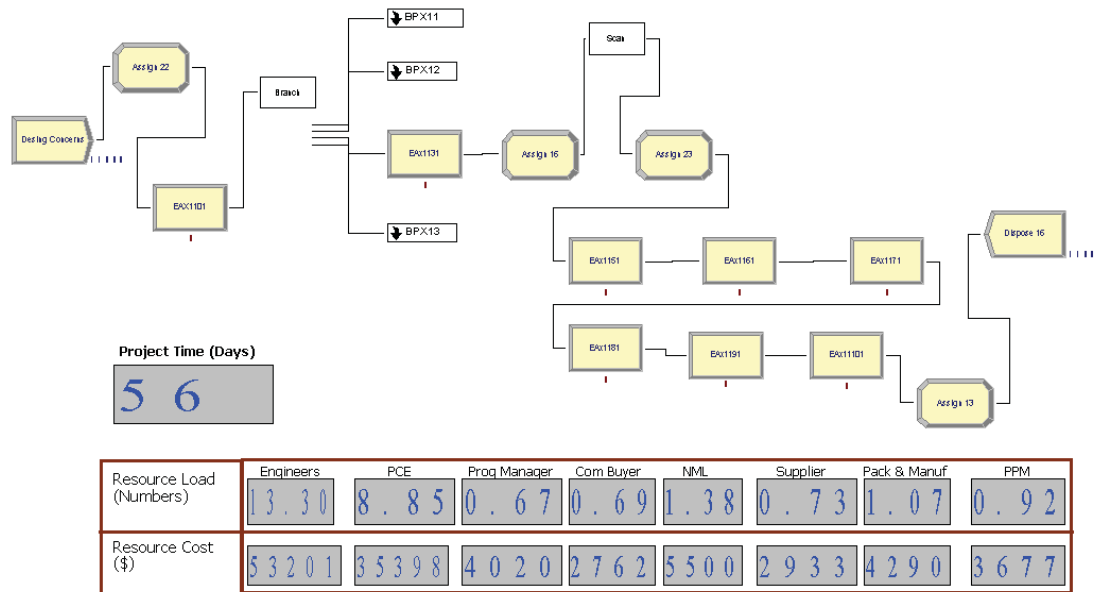 BPX11
Scan
Assign 22
BPX12
Branch
Desing Concerns
EAx1131
Assign 16
Assign 23
EAX1101
BPX13
Dispose 16
EAx1151
EAx1161
EAx1171
EAx1181
EAx1191
EAx11101
Project Time (Days)
56
Assign 13
Resource Load
(Numbers)
Engineers PCE Prog Manager Com Buyer NML Supplier Pack & Manuf PPM
13.30 8.85 0.67 0.69 1.38 0.73 1.07 0.92
Resource Cost
($)
53201 35398 4020 2762 5500 2933 4290 3677